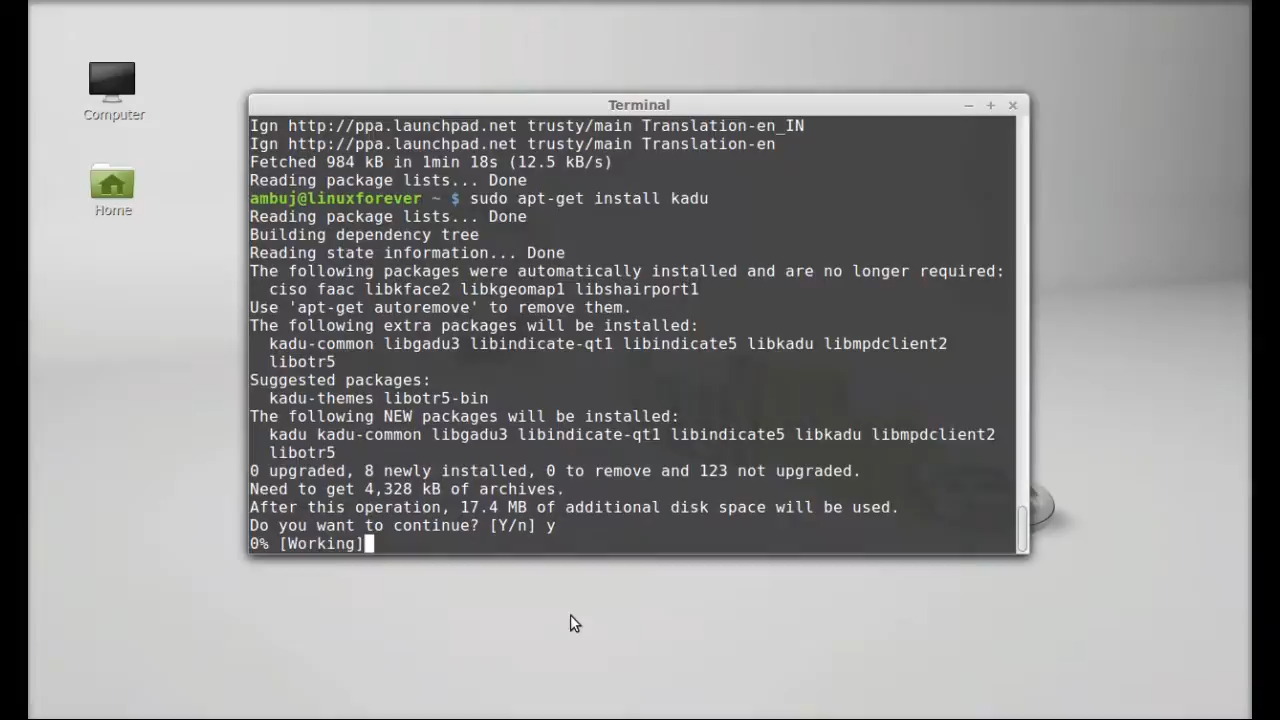 Computer
Home
Terminal
Ign http://ppa.launchpad.net trusty/main Translation-en_IN
Ign http://ppa.launchpad.net trusty/main Translation-en
Fetched 984 kB in 1min 18s (12.5 kB/s)
Reading package lists... Done
ambuj@linuxforever ~ $ sudo apt-get install kadu
Reading package lists... Done
Building dependency tree
Reading state information... Done
The following packages were automatically installed and are no longer required:
  ciso faac libkface2 libkgeomap1 libshairport1
Use 'apt-get autoremove' to remove them.
The following extra packages will be installed:
  kadu-common libgadu3 libindicate-qt1 libindicate5 libkadu libmpdclient2
  libotr5
Suggested packages:
  kadu-themes libotr5-bin
The following NEW packages will be installed:
  kadu kadu-common libgadu3 libindicate-qt1 libindicate5 libkadu libmpdclient2
  libotr5
0 upgraded, 8 newly installed, 0 to remove and 123 not upgraded.
Need to get 4,328 kB of archives.
After this operation, 17.4 MB of additional disk space will be used.
Do you want to continue? [Y/n] y
0% [Working]